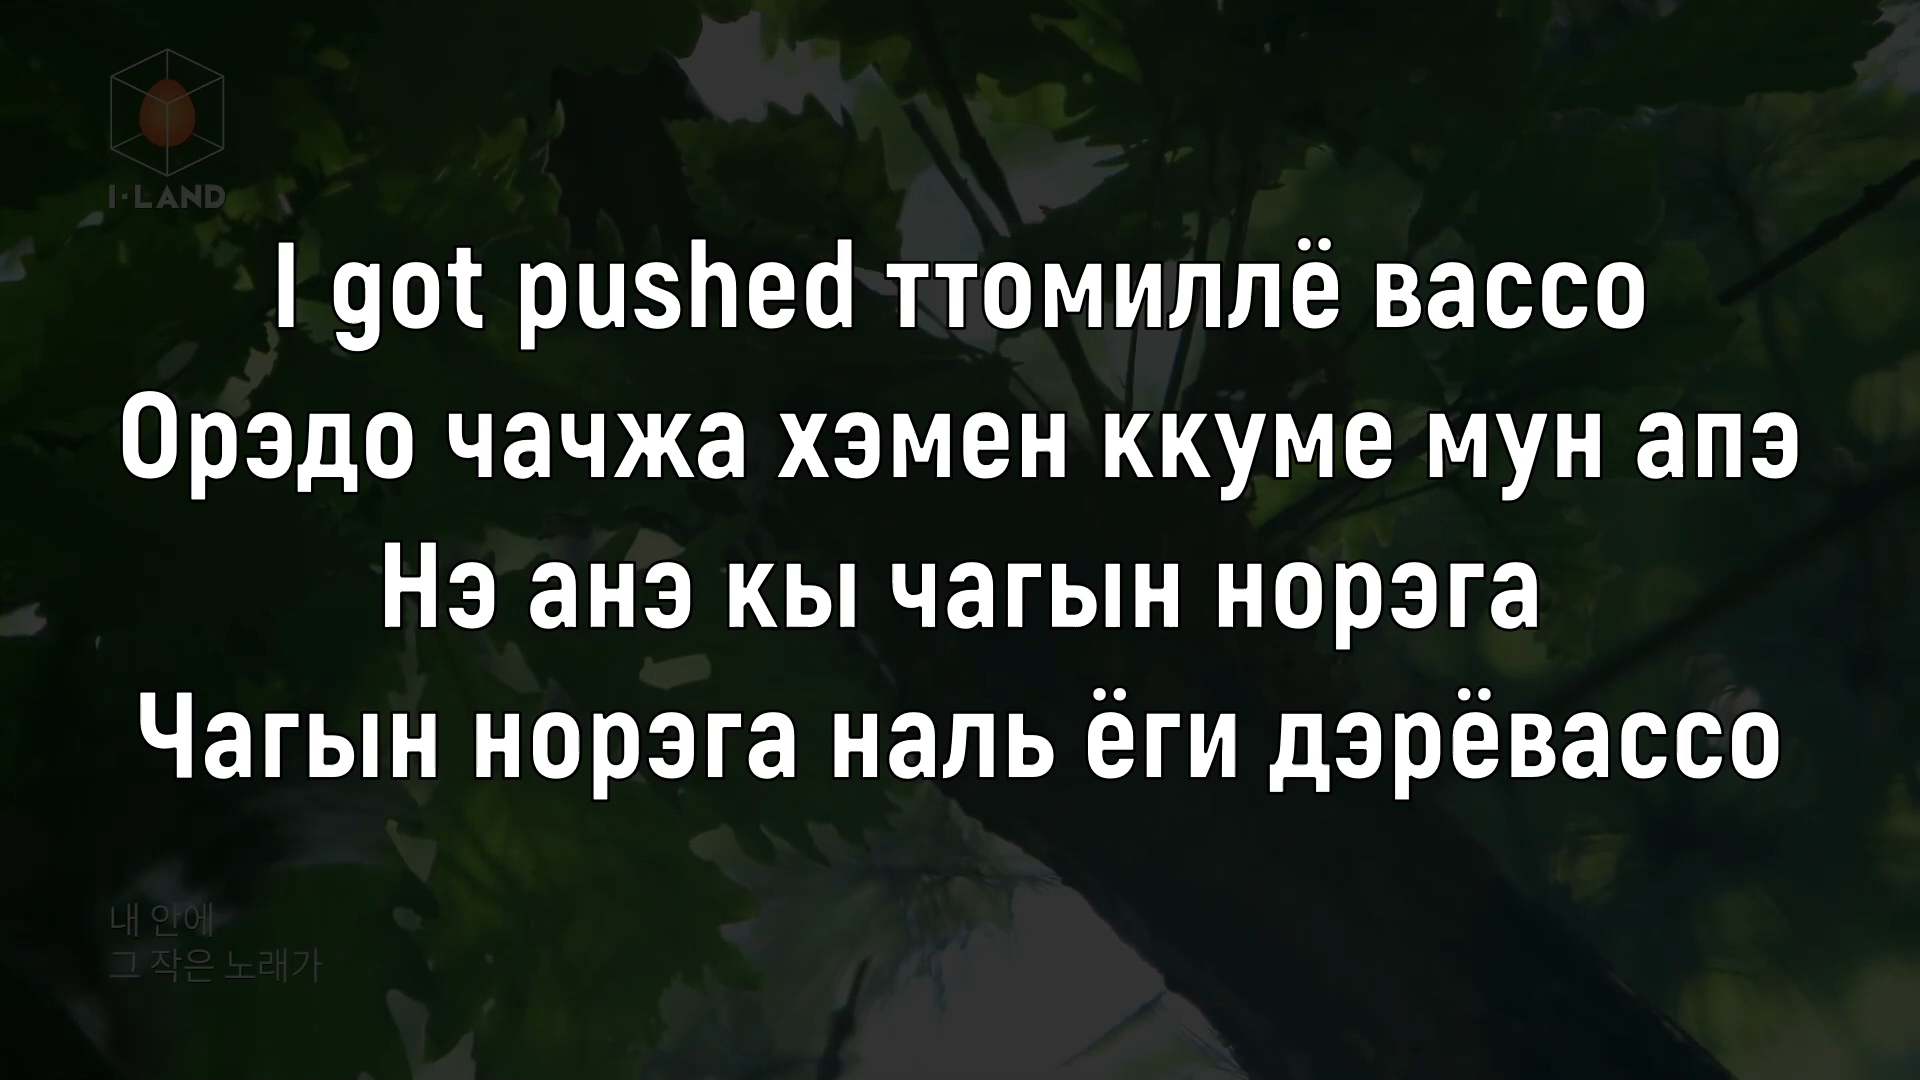 I·LAND
I got pushed ттомиллё вассо
Орэдо чачжа хэмен ккуме мун апэ
Нэ анэ кы чагын норэга
Чагын норэга наль ёги дэрёвассо
내 안에
그 작은 노래가